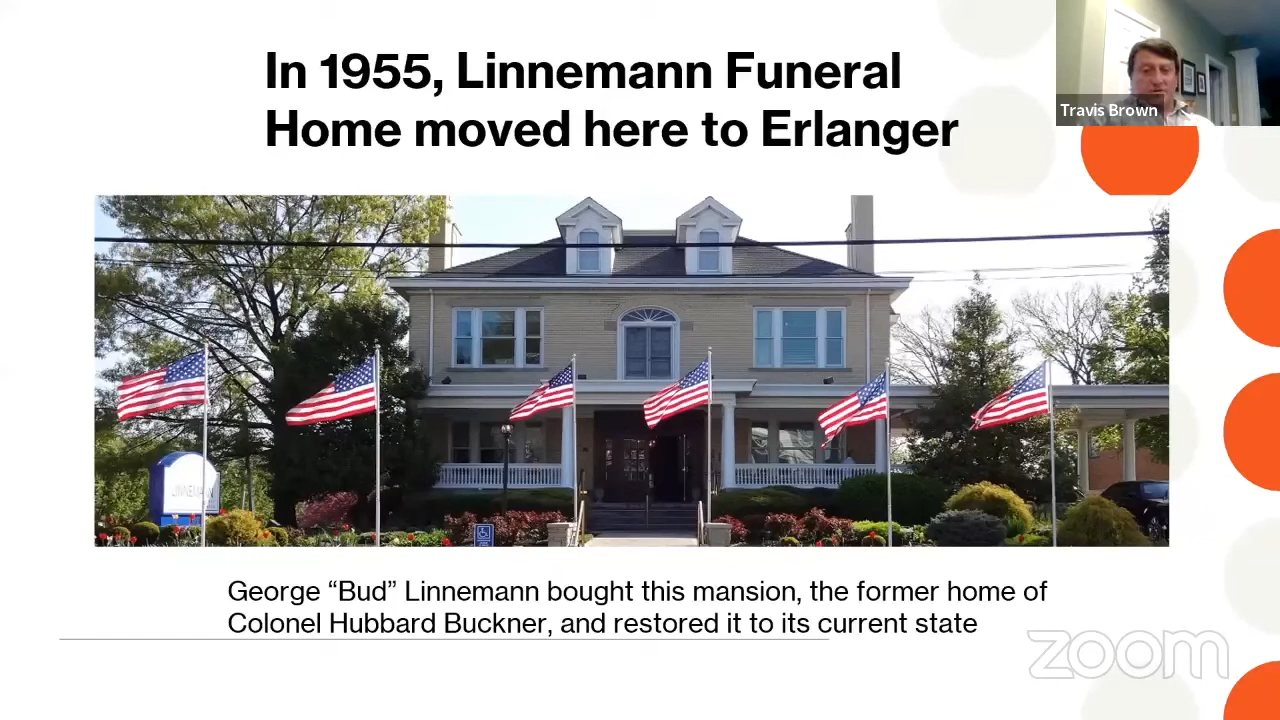 In 1955, Linnemann Funeral
Home moved here to Erlanger
Travis Brown
LINNEMANN
George “Bud” Linnemann bought this mansion, the former home of
Colonel Hubbard Buckner, and restored it to its current state
zoom